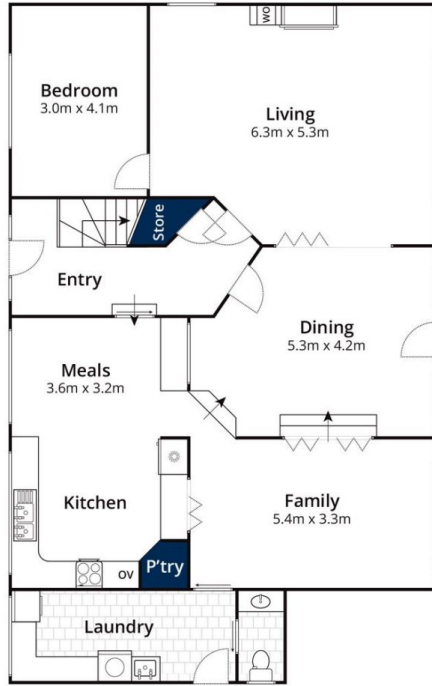 Bedroom
3.0m x 4.1m
WO
Living
6.3m x 5.3m
Store
Entry
Meals
3.6m x 3.2m
Dining
5.3m x 4.2m
Kitchen
Family
5.4m x 3.3m
OV
P'try
Laundry